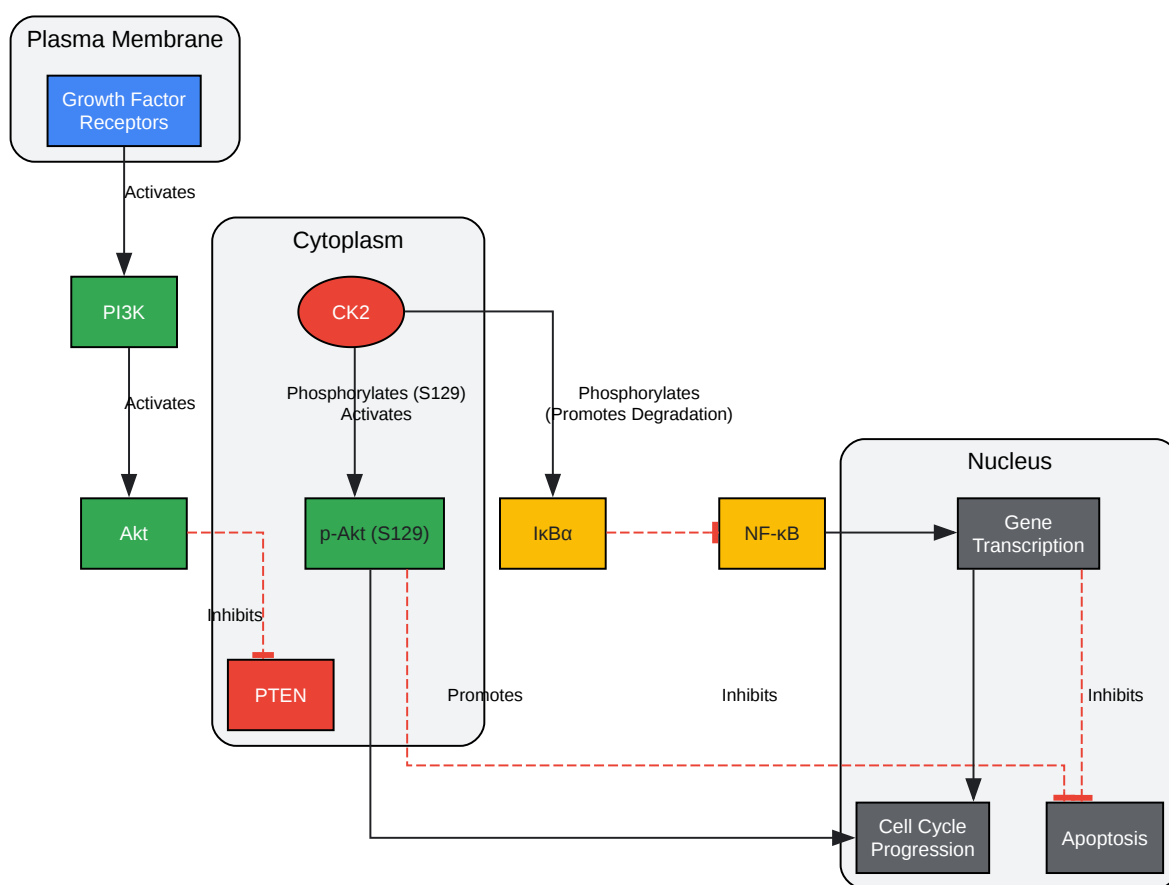 Plasma Membrane
Growth Factor
Receptors
Activates
Cytoplasm
PI3K
CK2
Activates
Phosphorylates (S129)
Activates
Phosphorylates
(Promotes Degradation)
Nucleus
Akt
p-Akt (S129)
IκBα
NF-κB
Gene
Transcription
Inhibits
PTEN
Promotes
Inhibits
Inhibits
Cell Cycle
Progression
Apoptosis